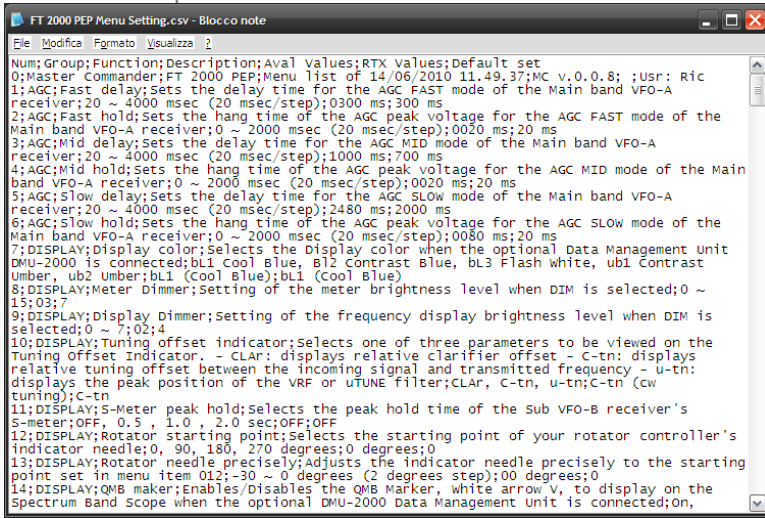 FT 2000 PEP Menu Setting.csv - Blocco note
File Modifica Formato Visualizza ?
Num;Group;Function;Description;Aval Values;RTX Values;Default set
0;Master Commander;FT 2000 PEP;Menu list of 14/06/2010 11.49.37;MC v.0.0.8; ;Usr: Ric
1;AGC;Fast delay;Sets the delay time for the AGC FAST mode of the Main band VFO-A
receiver;20 ~ 4000 msec (20 msec/step);0300 ms;300 ms
2;AGC;Fast hold;Sets the hang time of the AGC peak voltage for the AGC FAST mode of the
Main band VFO-A receiver;0 ~ 2000 msec (20 msec/step);0020 ms;20 ms
3;AGC;Mid delay;Sets the delay time for the AGC MID mode of the Main band VFO-A
receiver;20 ~ 4000 msec (20 msec/step);1000 ms;700 ms
4;AGC;Mid hold;Sets the hang time of the AGC peak voltage for the AGC MID mode of the Main
band VFO-A receiver;0 ~ 2000 msec (20 msec/step);0020 ms;20 ms
5;AGC;Slow delay;Sets the delay time for the AGC SLOW mode of the Main band VFO-A
receiver;20 ~ 4000 msec (20 msec/step);2480 ms;2000 ms
6;AGC;Slow hold;Sets the hang time of the AGC peak voltage for the AGC SLOW mode of the
Main band VFO-A receiver;0 ~ 2000 msec (20 msec/step);0080 ms;20 ms
7;DISPLAY;Display color;Selects the Display color when the optional Data Management Unit
DMU-2000 is connected;bL1 Cool Blue, Bl2 Contrast Blue, bL3 Flash White, ub1 Contrast
Umber, ub2 Umber;bL1 (Cool Blue);bL1 (Cool Blue)
8;DISPLAY;Meter Dimmer;Setting of the meter brightness level when DIM is selected;0 ~
15;03;7
9;DISPLAY;Display Dimmer;Setting of the frequency display brightness level when DIM is
selected;0 ~ 7;02;4
10;DISPLAY;Tuning offset indicator;Selects one of three parameters to be viewed on the
Tuning Offset Indicator. - CLAr: displays relative clarifier offset - C-tn: displays
relative tuning offset between the incoming signal and transmitted frequency - u-tn:
displays the peak position of the VRF or uTUNE filter;CLAr, C-tn, u-tn;C-tn (cw
tuning);C-tn
11;DISPLAY;S-Meter peak hold;Selects the peak hold time of the Sub VFO-B receiver's
S-meter;OFF, 0.5 , 1.0 , 2.0 sec;OFF;OFF
12;DISPLAY;Rotator starting point;Selects the starting point of your rotator controller's
indicator needle;0, 90, 180, 270 degrees;0 degrees;0
13;DISPLAY;Rotator needle precisely;Adjusts the indicator needle precisely to the starting
point set in menu item 012;-30 ~ 0 degrees (2 degrees step);00 degrees;0
14;DISPLAY;QMB maker;Enables/Disables the QMB Marker, White arrow V, to display on the
Spectrum Band Scope when the optional DMU-2000 Data Management Unit is connected;On,